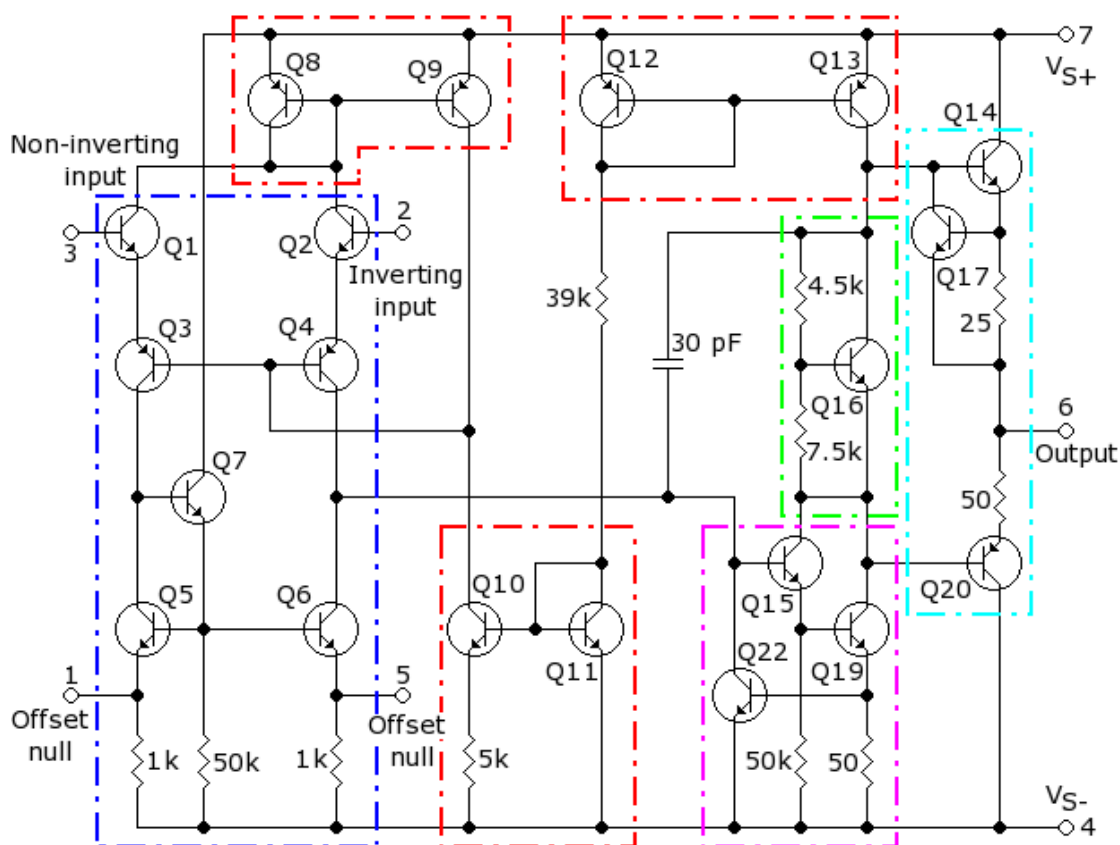 Q8
Q9
Q12
Q13
7
VS+
Q14
Non-inverting
input
3
Q1
Q2
2
Inverting
input
Q17
39k
4.5k
25
Q3
Q4
30 pF
Q16
7.5k
6
Output
Q7
50
Q5
Q6
Q10
Q11
Q15
Q20
Q22
Q19
1
Offset
null
5
Offset
null
1k
50k
1k
5k
50k
50
VS-
4